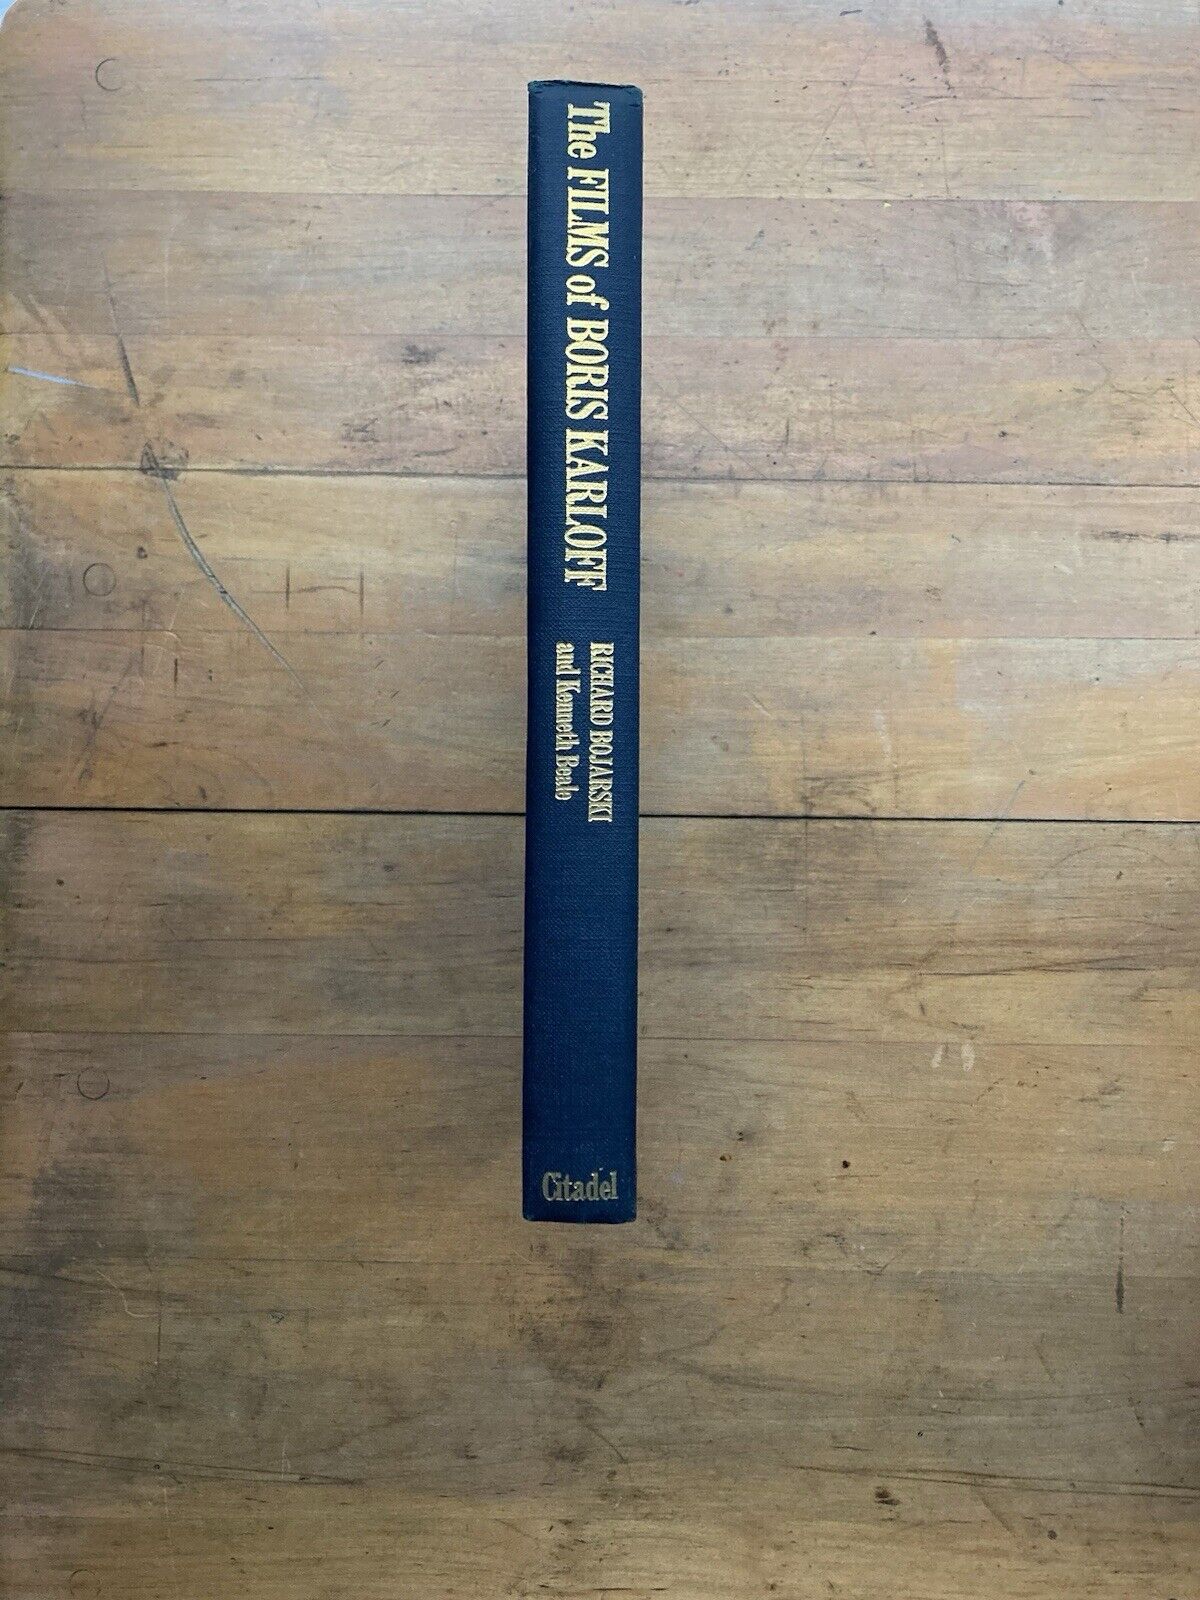 The FILMS of BORIS KARLOFF
RICHARD BOJARSKI
and Kenneth Beale
Citadel